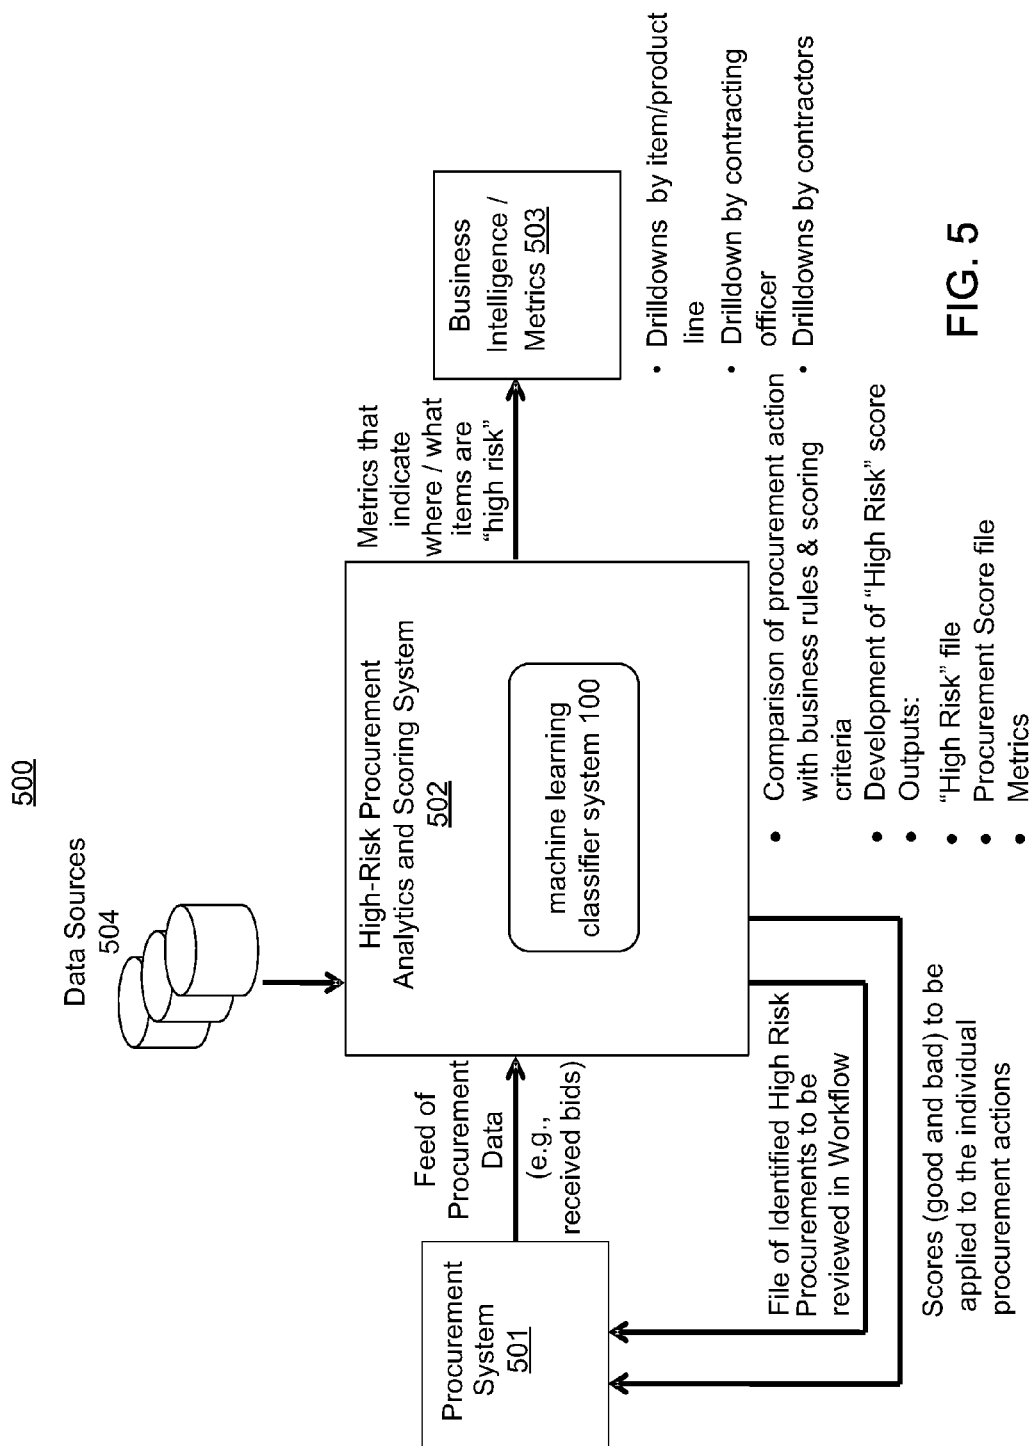 500
Data Sources
504
Procurement
System
501
Feed of
Procurement
Data
(e.g.,
received bids)
High-Risk Procurement
Analytics and Scoring System
502
machine learning
classifier system 100
Metrics that
indicate
where / what
items are
“high risk”
Business
Intelligence /
Metrics 503
• Drilldowns by item/product
line
• Drilldown by contracting
officer
• Drilldowns by contractors
File of Identified High Risk
Procurements to be
reviewed in Workflow
Scores (good and bad) to be
applied to the individual
procurement actions
• Comparison of procurement action
with business rules & scoring
criteria
• Development of “High Risk” score
• Outputs:
• “High Risk” file
• Procurement Score file
• Metrics
FIG. 5